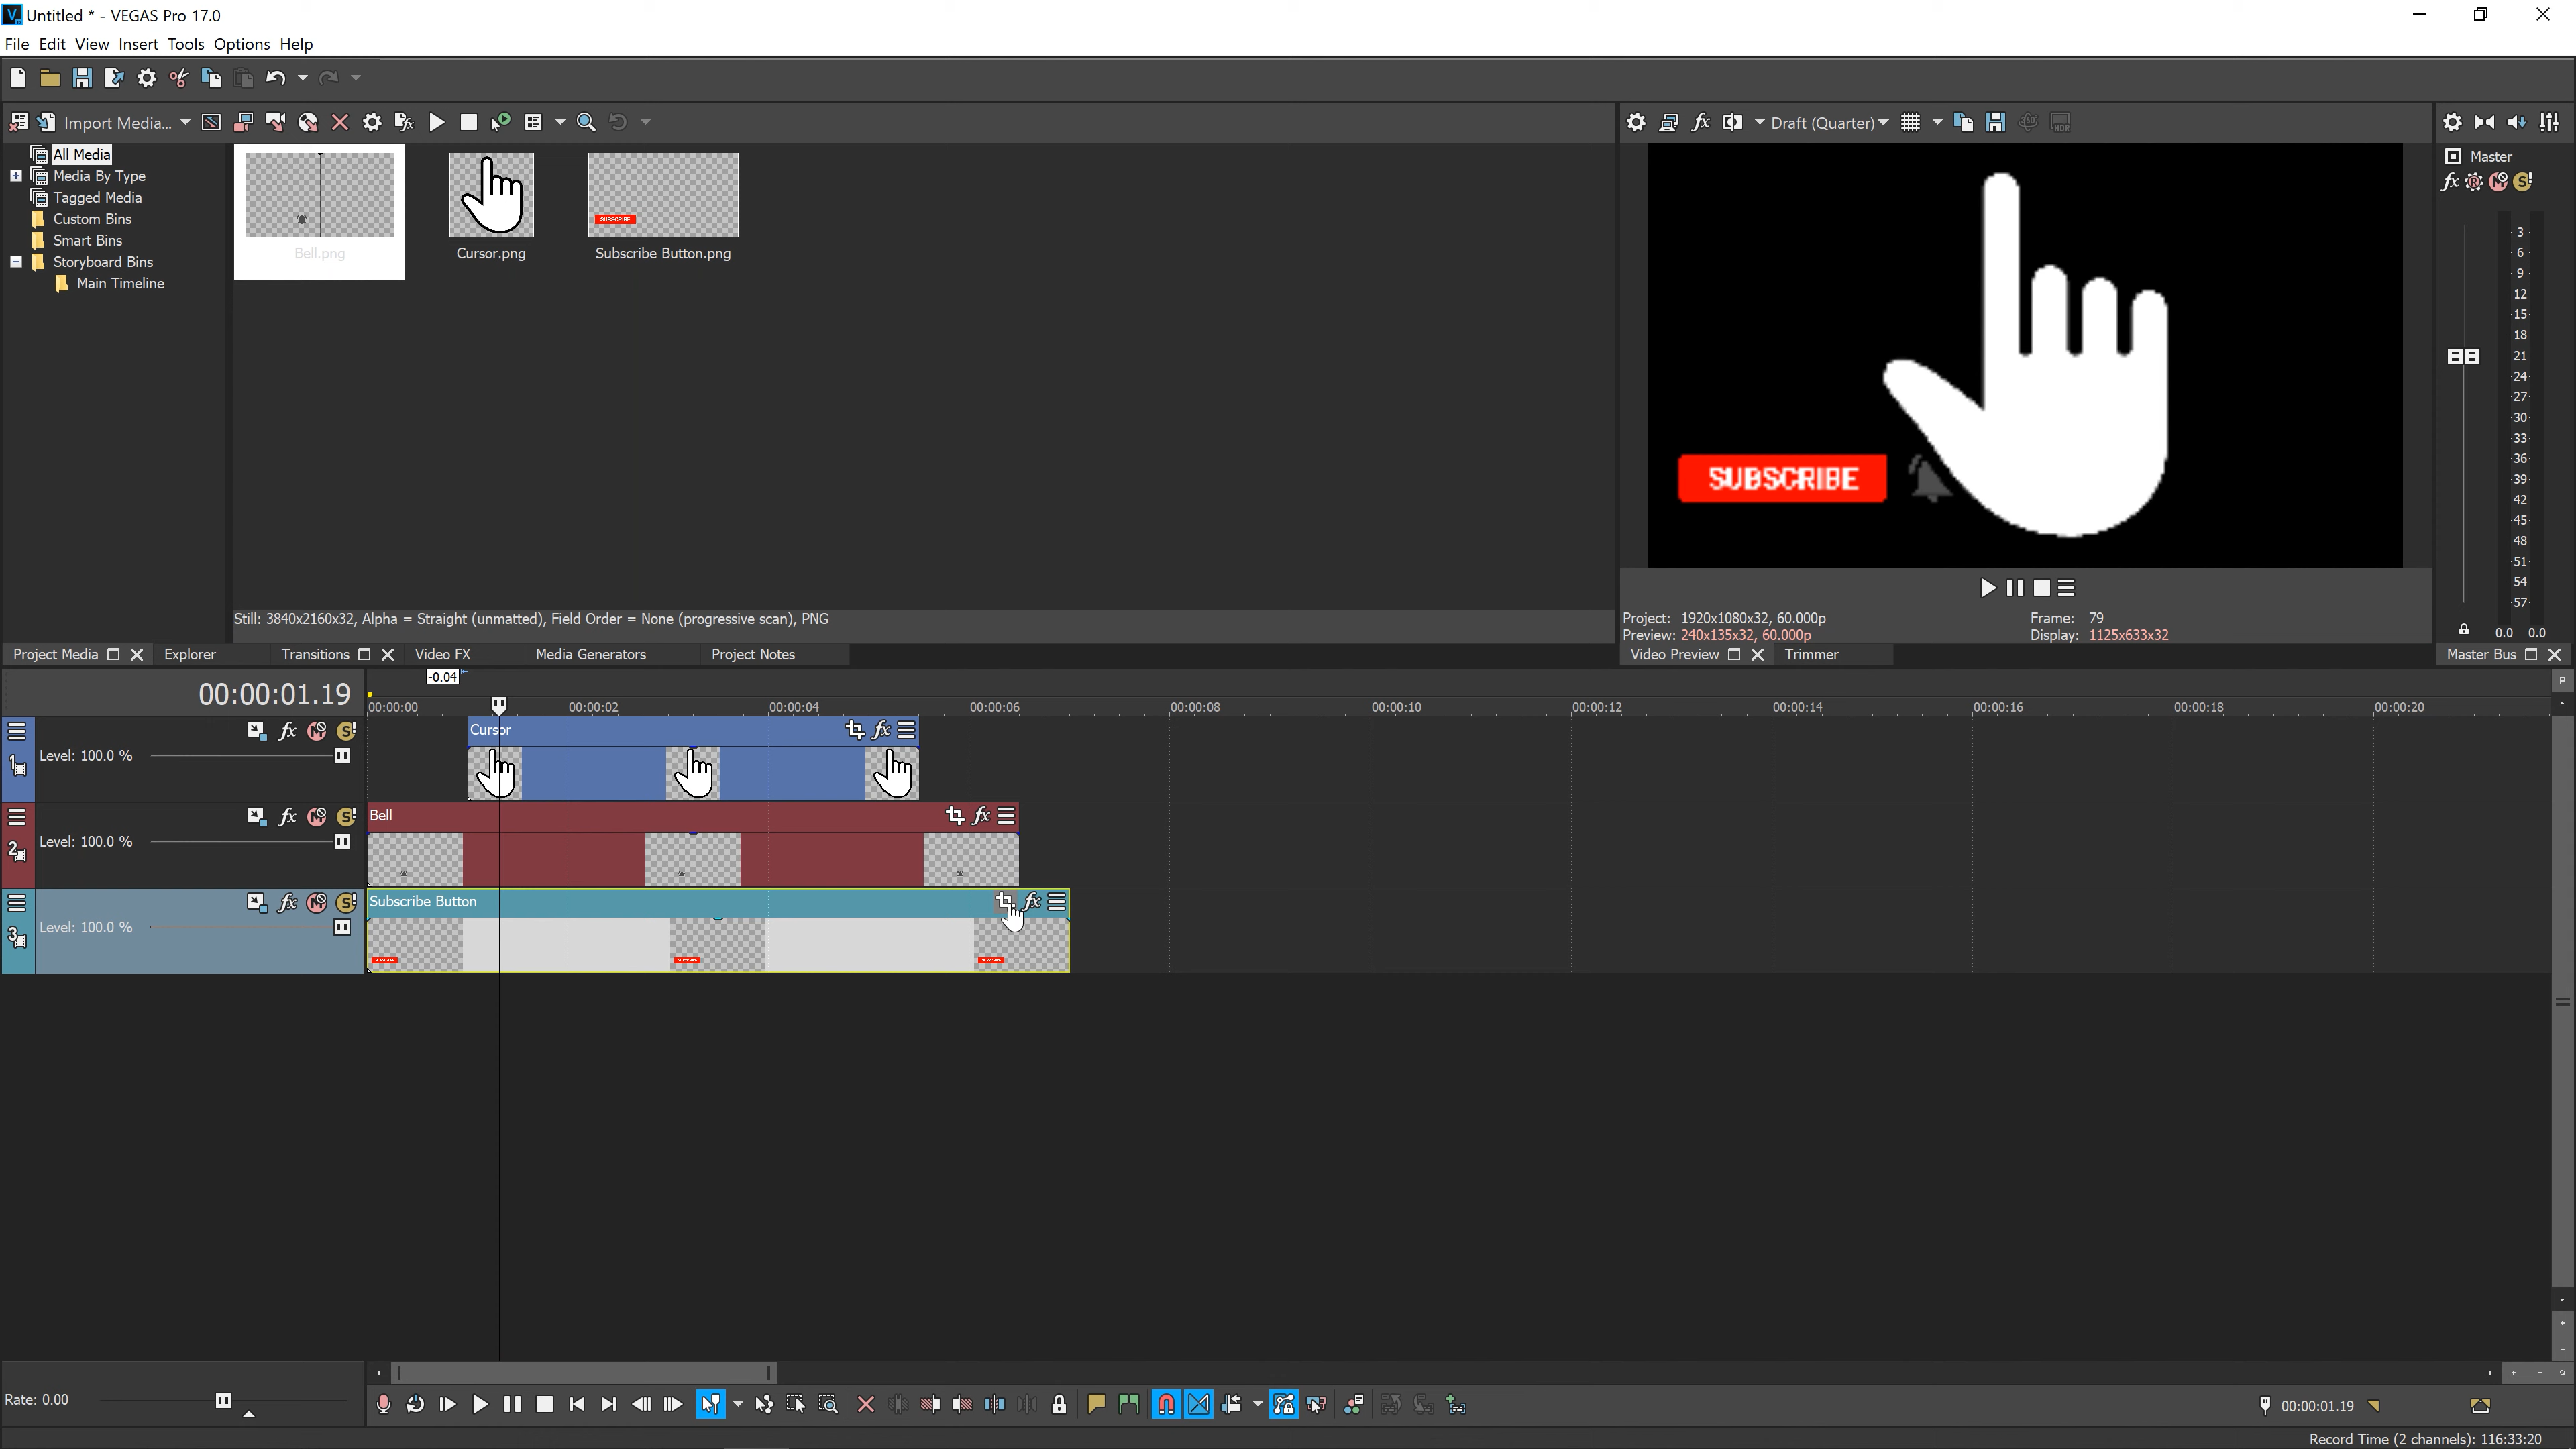 Untitled * - VEGAS Pro 17.0
File Edit View Insert Tools Options Help
Import Media...
Draft (Quarter)
All Media
Media By Type
Tagged Media
Custom Bins
Smart Bins
Storyboard Bins
Main Timeline
Bell.png
Cursor.png
Subscribe Button.png
SUBSCRIBE
SUBSCRIBE
Master
3
6
9
12
15
18
21
24
27
30
33
36
39
42
45
48
51
54
57
0.0 0.0
Still: 3840x2160x32, Alpha = Straight (unmatted), Field Order = None (progressive scan), PNG
Project: 1920x1080x32, 60.000p
Preview: 240x135x32, 60.000p
Frame: 79
Display: 1125x633x32
Project Media
Explorer
Transitions
Video FX
Media Generators
Project Notes
Video Preview
Trimmer
Master Bus
00:00:01.19
-0.04
00:00:00 00:00:02 00:00:04 00:00:06 00:00:08 00:00:10 00:00:12 00:00:14 00:00:16 00:00:18 00:00:20
1
Level: 100.0 %
Cursor
2
Level: 100.0 %
Bell
3
Level: 100.0 %
Subscribe Button
Rate: 0.00
00:00:01.19
Record Time (2 channels): 116:33:20